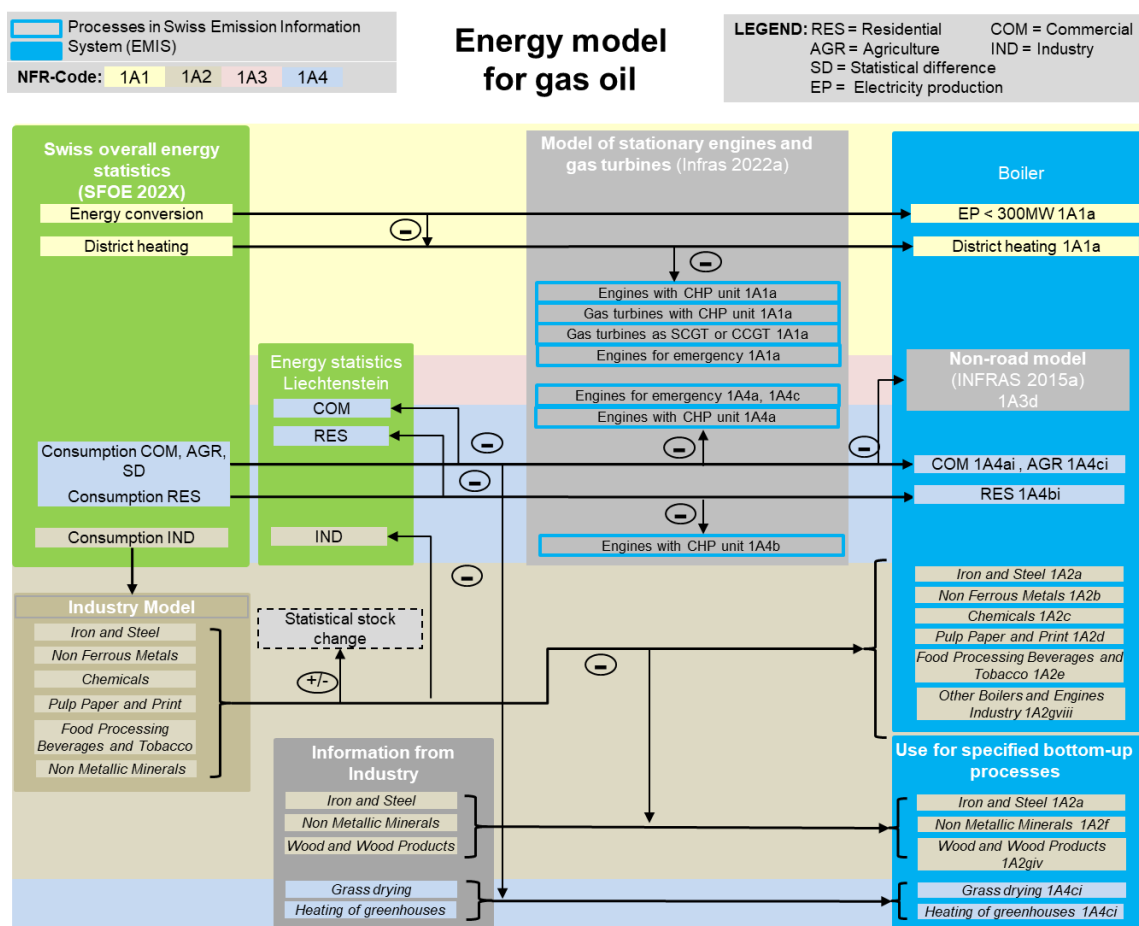 Processes in Swiss Emission Information
System (EMIS)
NFR-Code: 1A1 1A2 1A3 1A4
Energy model
for gas oil
LEGEND: RES = Residential COM = Commercial
AGR = Agriculture IND = Industry
SD = Statistical difference
EP = Electricity production
Swiss overall energy
statistics
(SFOE 202X)
Energy conversion
District heating
Model of stationary engines and
gas turbines (Infras 2022a)
Boiler
EP < 300MW 1A1a
District heating 1A1a
–
–
Engines with CHP unit 1A1a
Gas turbines with CHP unit 1A1a
Gas turbines as SCGT or CCGT 1A1a
Engines for emergency 1A1a
Engines for emergency 1A4a, 1A4c
Engines with CHP unit 1A4a
Energy statistics
Liechtenstein
COM
RES
Non-road model
(INFRAS 2015a)
1A3d
–
–
–
Consumption COM, AGR,
SD
Consumption RES
COM 1A4ai , AGR 1A4ci
RES 1A4bi
–
–
Consumption IND
IND
Engines with CHP unit 1A4b
–
Industry Model
Iron and Steel
Non Ferrous Metals
Chemicals
Pulp Paper and Print
Food Processing
Beverages and Tobacco
Non Metallic Minerals
Statistical stock
change
+/-
–
Iron and Steel 1A2a
Non Ferrous Metals 1A2b
Chemicals 1A2c
Pulp Paper and Print 1A2d
Food Processing Beverages and
Tobacco 1A2e
Other Boilers and Engines
Industry 1A2gviii
Information from
Industry
Iron and Steel
Non Metallic Minerals
Wood and Wood Products
Grass drying
Heating of greenhouses
Use for specified bottom-up
processes
Iron and Steel 1A2a
Non Metallic Minerals 1A2f
Wood and Wood Products
1A2giv
Grass drying 1A4ci
Heating of greenhouses 1A4ci